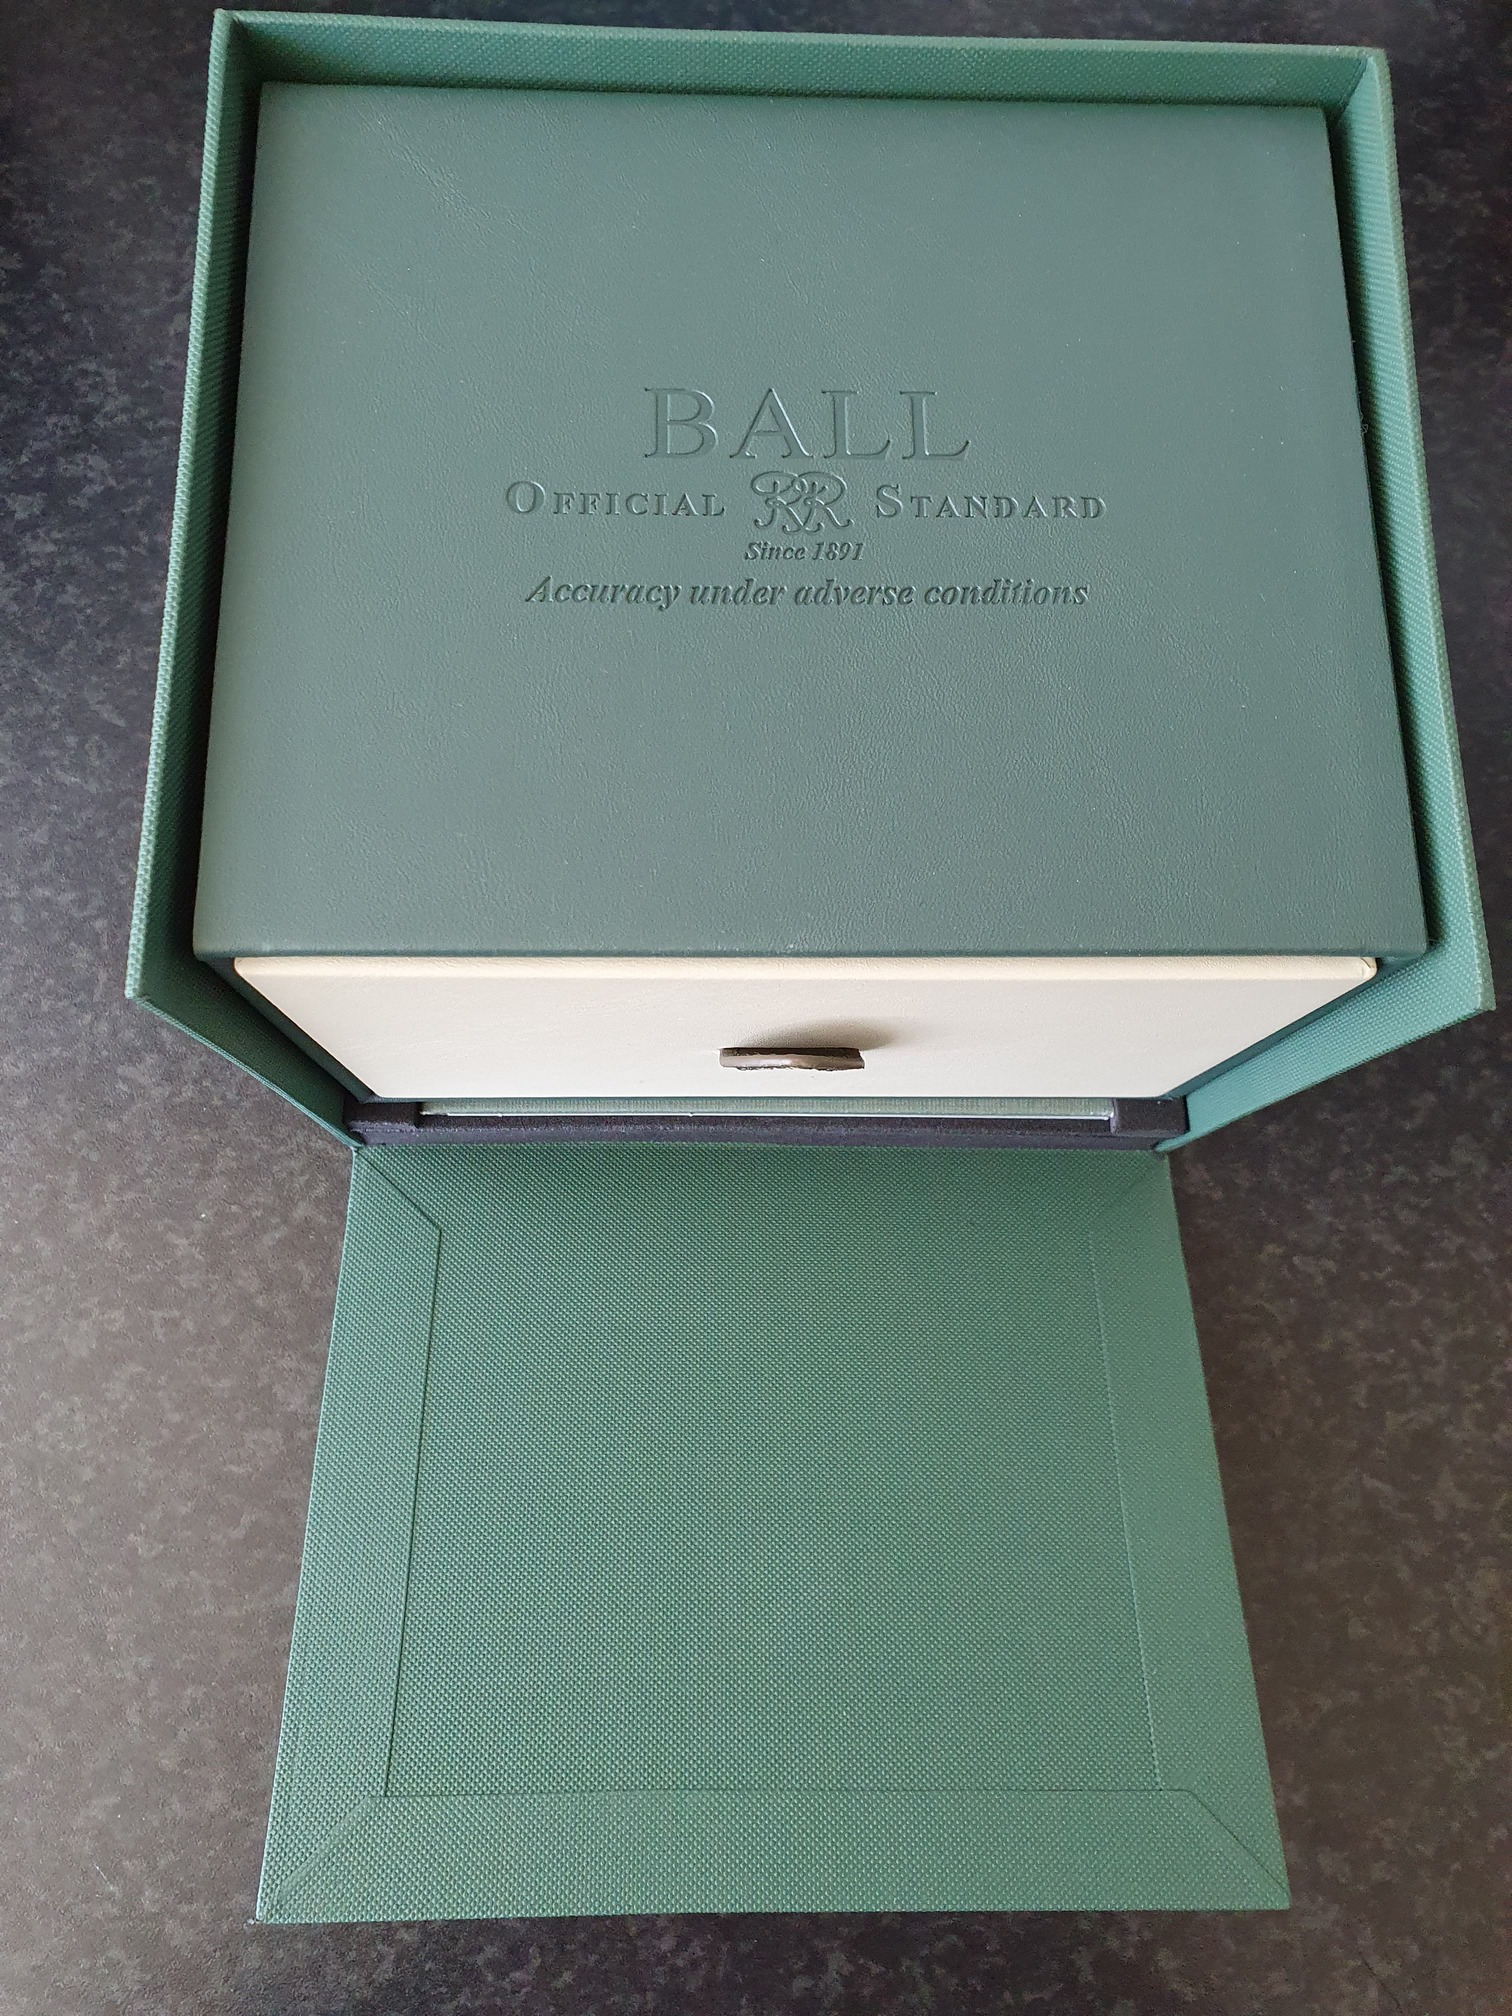 BALL
OFFICIAL RR STANDARD
Since 1891
Accuracy under adverse conditions